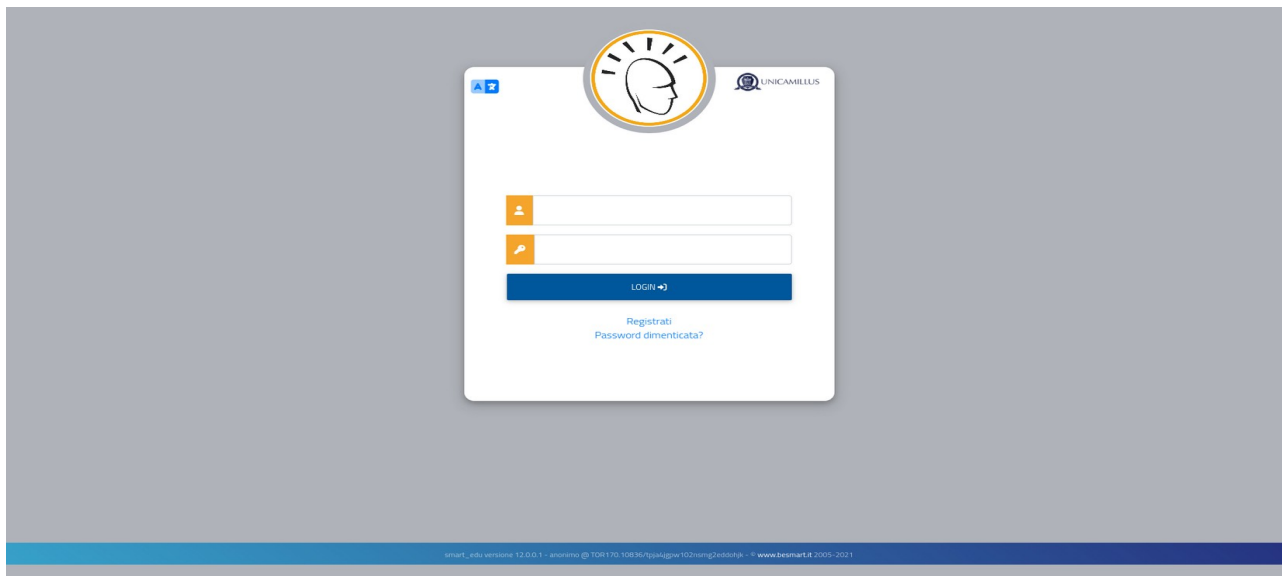 UNICAMILLUS
LOGIN
Registrati
Password dimenticata?
smart_edu versione 12.0.0.1 - anonimo @ TOR170.10836/tpja4jgpw102nsmg2eddohjk - © www.besmart.it 2005-2021